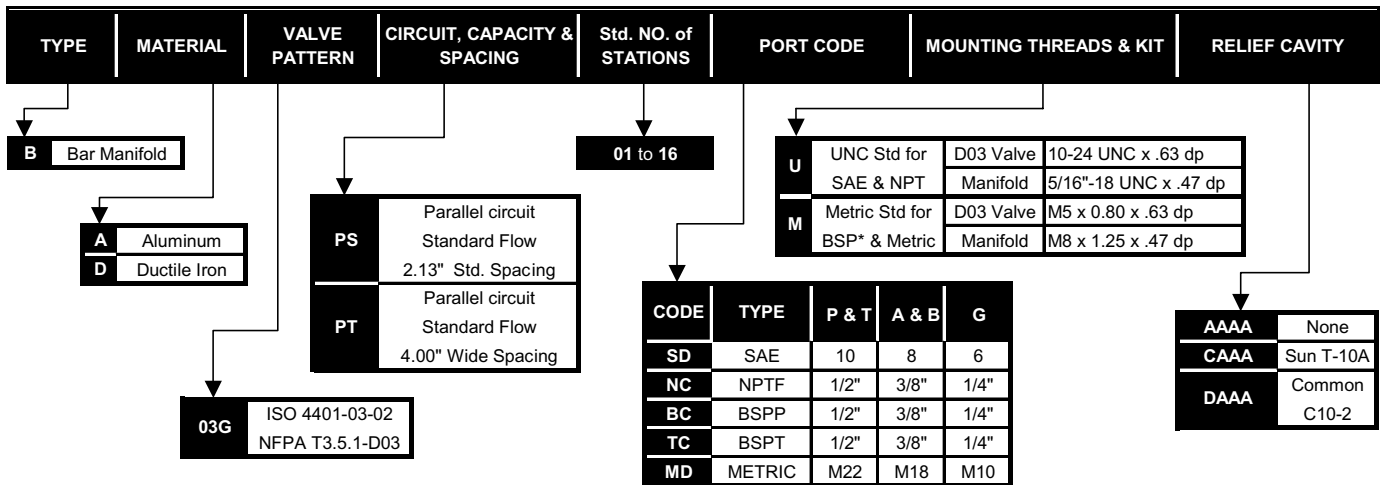 TYPE
MATERIAL
VALVE
PATTERN
CIRCUIT, CAPACITY &
SPACING
Std. NO. of
STATIONS
PORT CODE
MOUNTING THREADS & KIT
RELIEF CAVITY
B Bar Manifold
A Aluminum
D Ductile Iron
03G
ISO 4401-03-02
NFPA T3.5.1-D03
PS
Parallel circuit
Standard Flow
2.13" Std. Spacing
PT
Parallel circuit
Standard Flow
4.00" Wide Spacing
01 to 16
CODE TYPE P & T A & B G
SD SAE 10 8 6
NC NPTF 1/2" 3/8" 1/4"
BC BSPP 1/2" 3/8" 1/4"
TC BSPT 1/2" 3/8" 1/4"
MD METRIC M22 M18 M10
U
UNC Std for D03 Valve 10-24 UNC x .63 dp
SAE & NPT Manifold 5/16"-18 UNC x .47 dp
M
Metric Std for D03 Valve M5 x 0.80 x .63 dp
BSP* & Metric Manifold M8 x 1.25 x .47 dp
AAAA None
CAAA Sun T-10A
DAAA
Common
C10-2